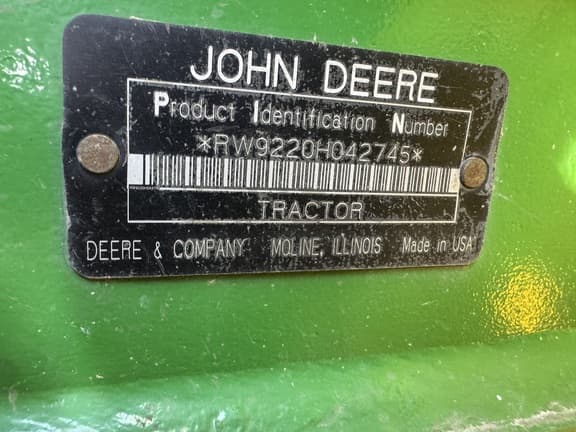 JOHN DEERE
Product Identification Number
*RW9220H042745*
TRACTOR
DEERE & COMPANY MOLINE, ILLINOIS Made in USA